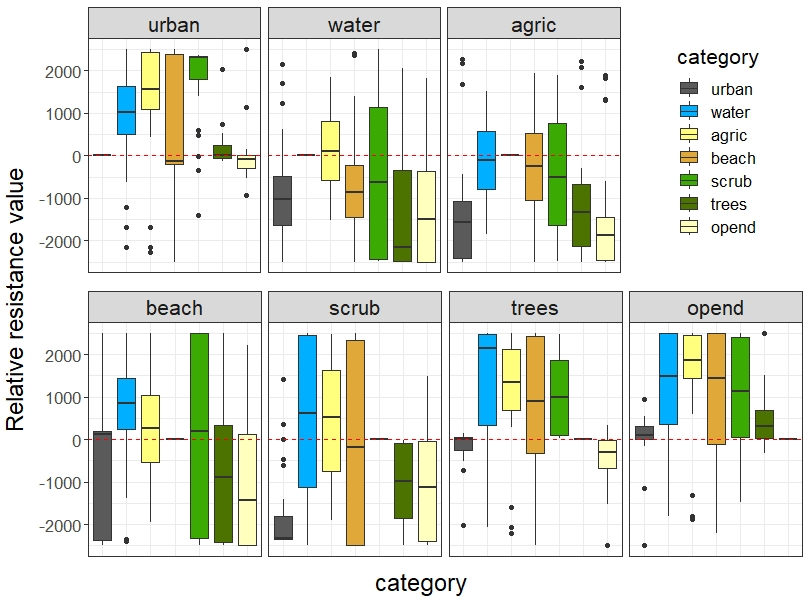 urban water agric
category
urban
water
agric
beach
scrub
trees
opend
2000
1000
0
-1000
-2000
Relative resistance value
beach scrub trees opend
2000
1000
0
-1000
-2000
category